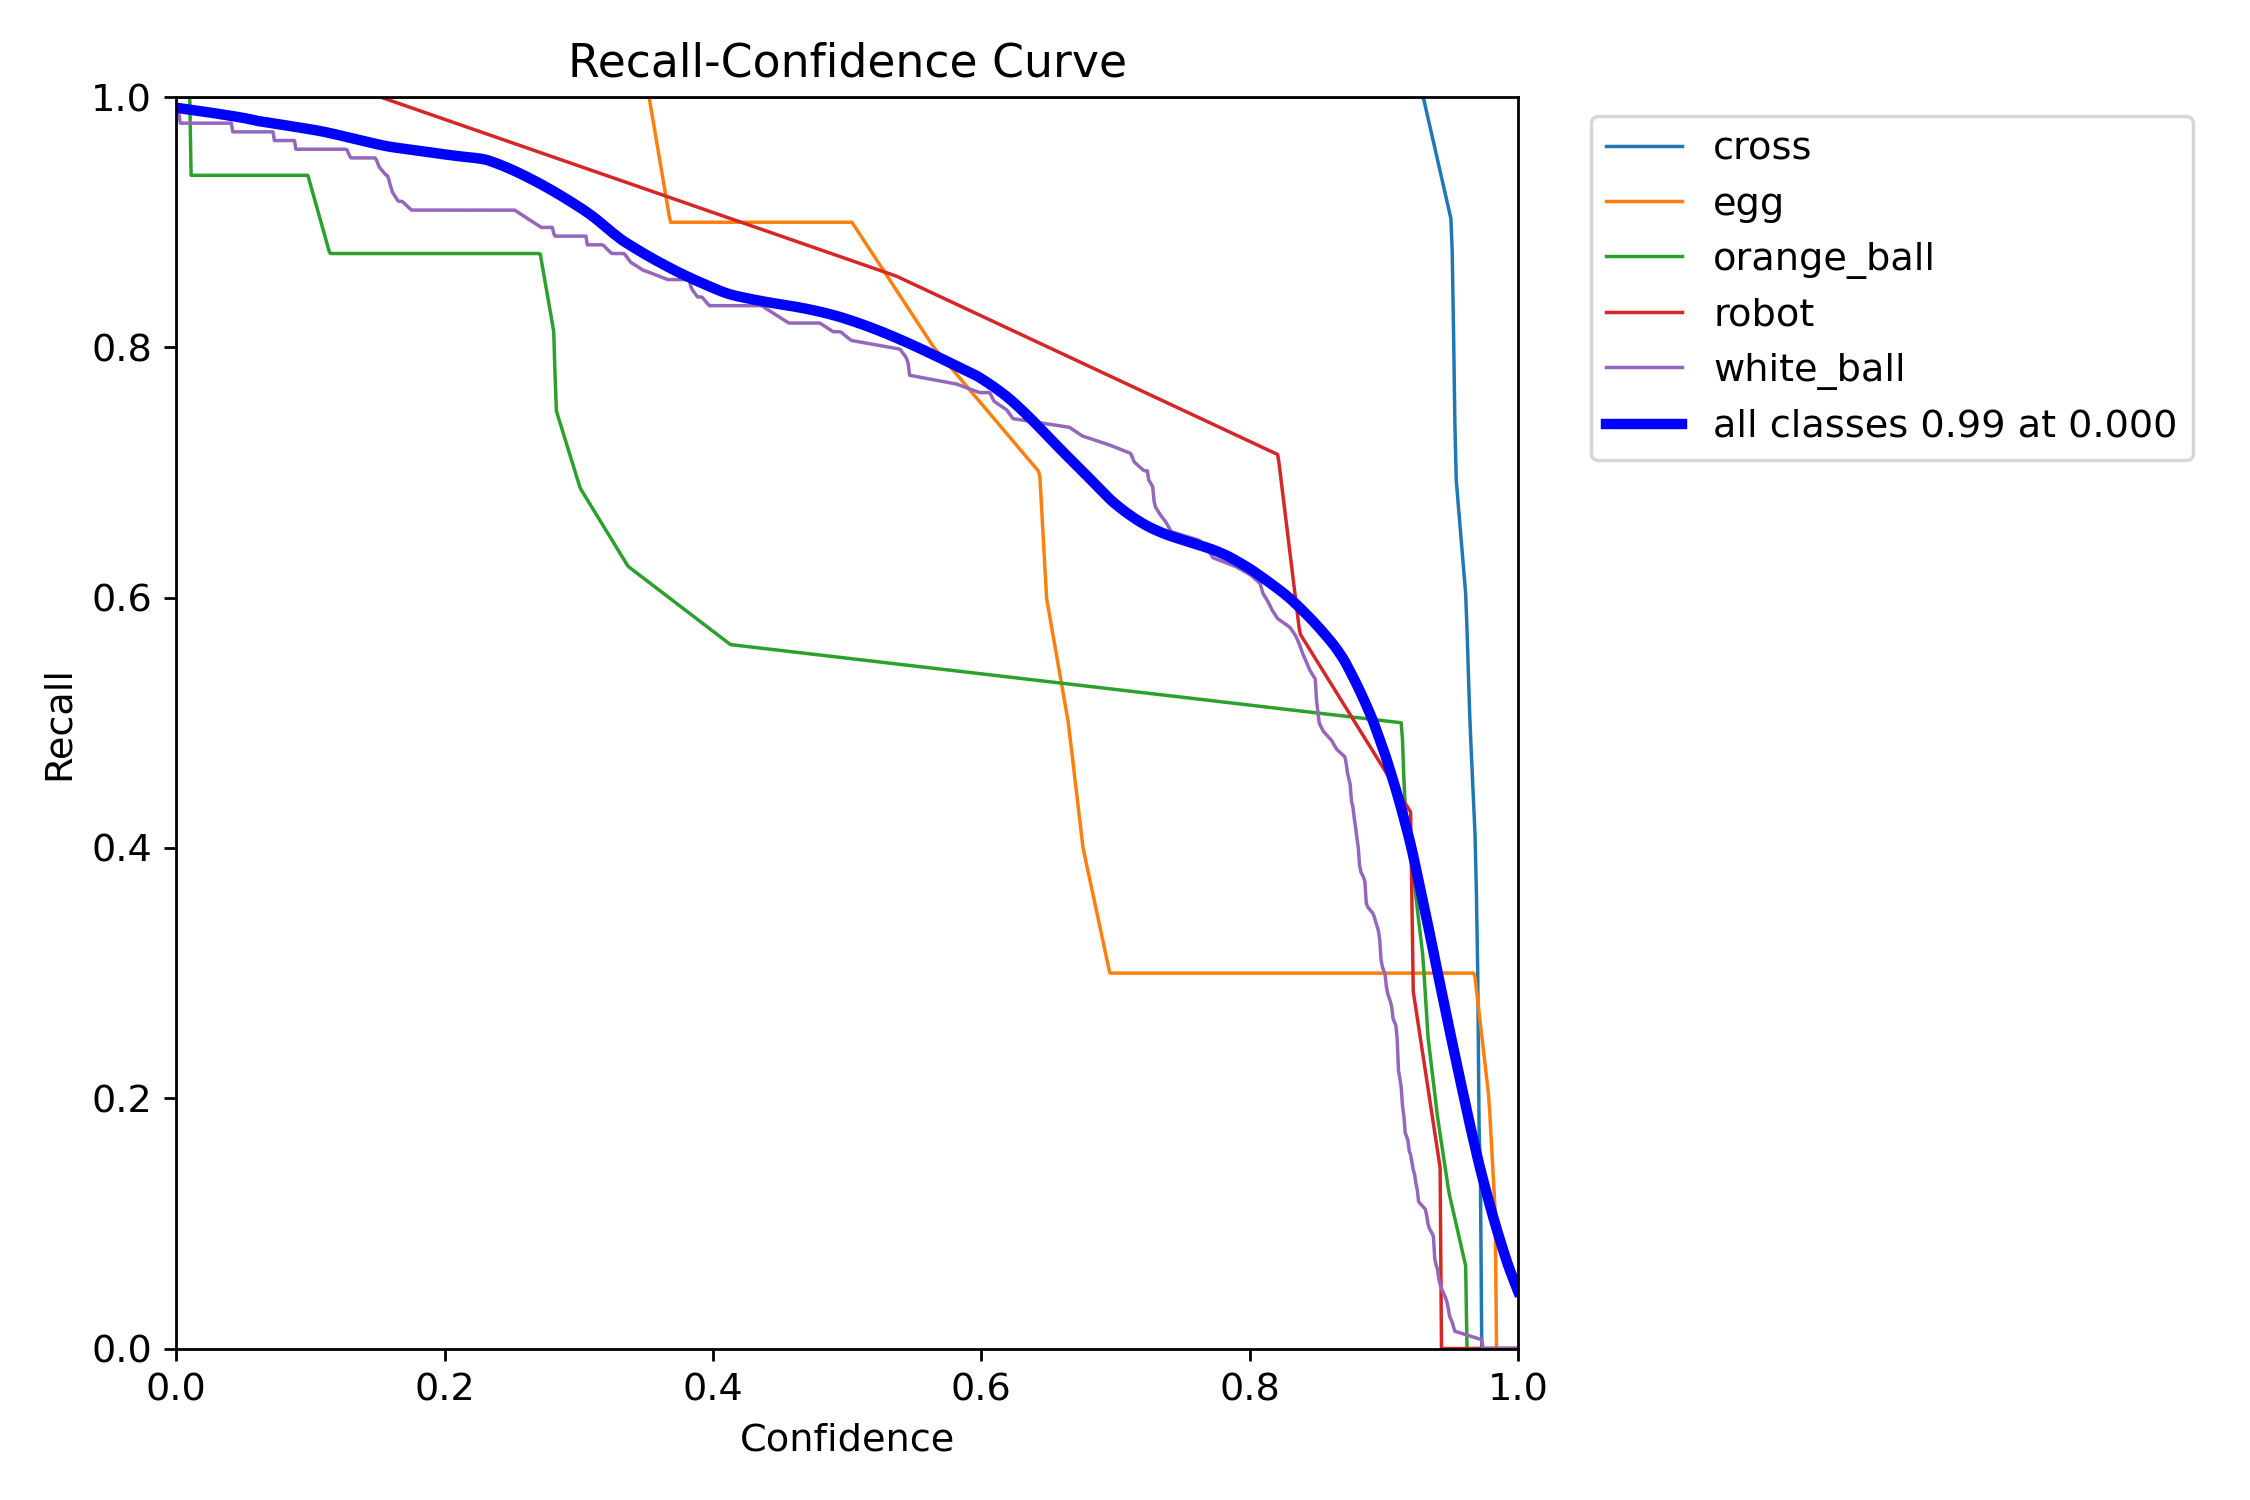 Recall-Confidence Curve
1.0
0.8
0.6
0.4
0.2
0.0
Recall
0.0 0.2 0.4 0.6 0.8 1.0
Confidence
cross
egg
orange_ball
robot
white_ball
all classes 0.99 at 0.000